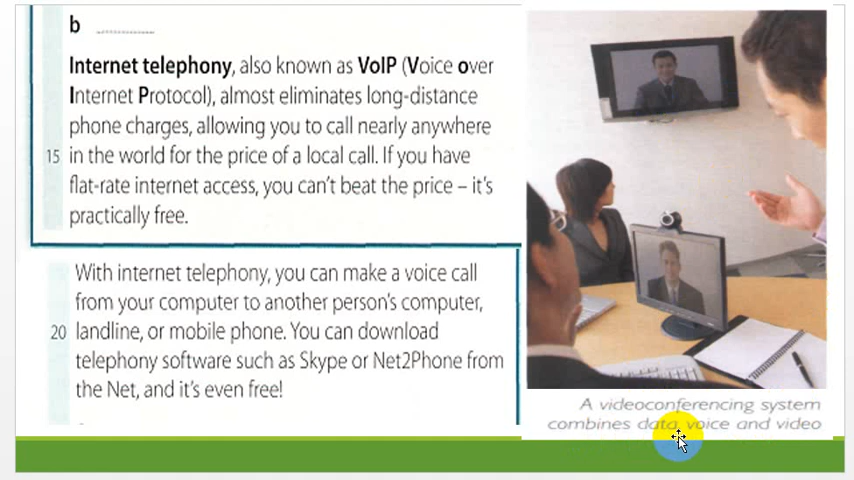 b
Internet telephony, also known as VoIP (Voice over
Internet Protocol), almost eliminates long-distance
phone charges, allowing you to call nearly anywhere
15 in the world for the price of a local call. If you have
flat-rate internet access, you can't beat the price – it's
practically free.
With internet telephony, you can make a voice call
from your computer to another person's computer,
20 landline, or mobile phone. You can download
telephony software such as Skype or Net2Phone from
the Net, and it's even free!
A videoconferencing system
combines data, voice and video